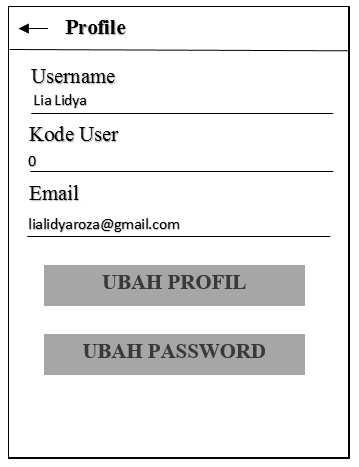 Profile
Username
Lia Lidya
Kode User
0
Email
lialidyaroza@gmail.com
UBAH PROFIL
UBAH PASSWORD